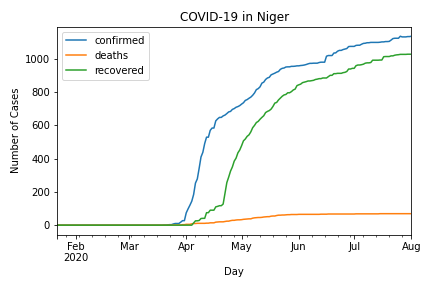 COVID-19 in Niger
confirmed
deaths
recovered
Number of Cases
1000
800
600
400
200
0
Feb Mar Apr May Jun Jul Aug
2020
Day